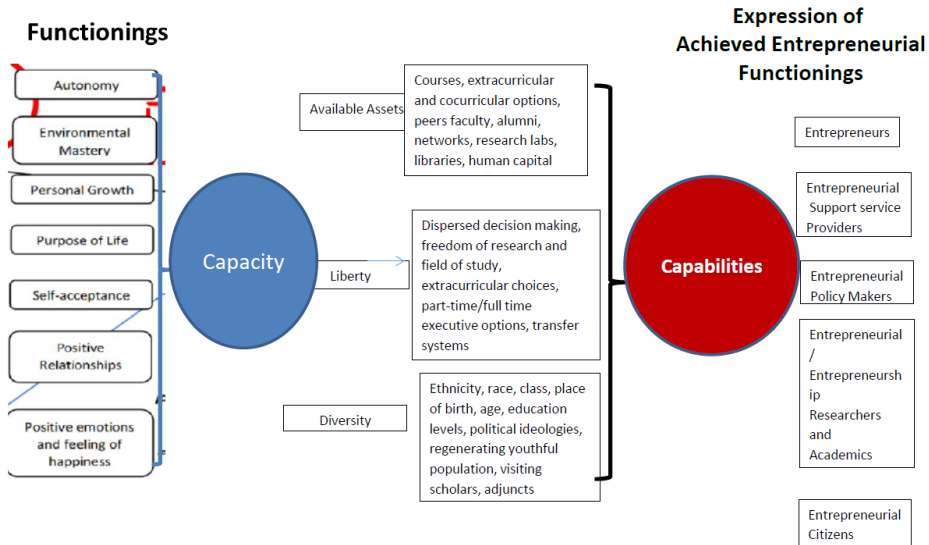 Functionings
Autonomy
Environmental
Mastery
Personal Growth
Purpose of Life
Self-acceptance
Positive
Relationships
Positive emotions
and feeling of
happiness
Capacity
Available Assets
Courses, extracurricular
and cocurricular options,
peers faculty, alumni,
networks, research labs,
libraries, human capital
Liberty
Dispersed decision making,
freedom of research and
field of study,
extracurricular choices,
part-time/full time
executive options, transfer
systems
Diversity
Ethnicity, race, class, place
of birth, age, education
levels, political ideologies,
regenerating youthful
population, visiting
scholars, adjuncts
Capabilities
Expression of
Achieved Entrepreneurial
Functionings
Entrepreneurs
Entrepreneurial
Support service
Providers
Entrepreneurial
Policy Makers
Entrepreneurial
/
Entrepreneursh
ip
Researchers
and
Academics
Entrepreneurial
Citizens